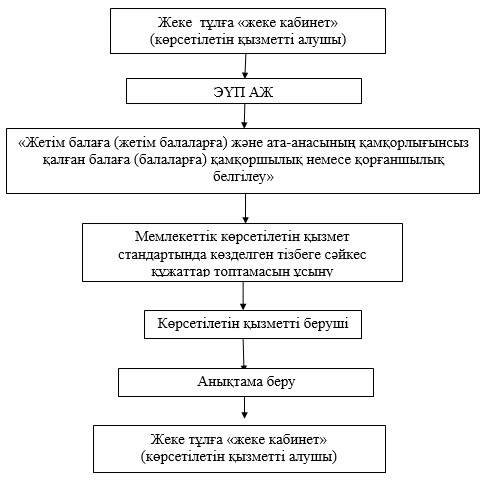 Жеке тұлға «жеке кабинет»
(көрсетілетін қызметті алушы)
ЭҮП АЖ
«Жетім балаға (жетім балаларға) және ата-анасының қамқорлығынсыз
қалған балаға (балаларға) қамқоршылық немесе қорғаншылық
белгілеу»
Мемлекеттік көрсетілетін қызмет
стандартында көзделген тізбеге сәйкес
құжаттар топтамасын ұсыну
Көрсетілетін қызметті беруші
Анықтама беру
Жеке тұлға «жеке кабинет»
(көрсетілетін қызметті алушы)